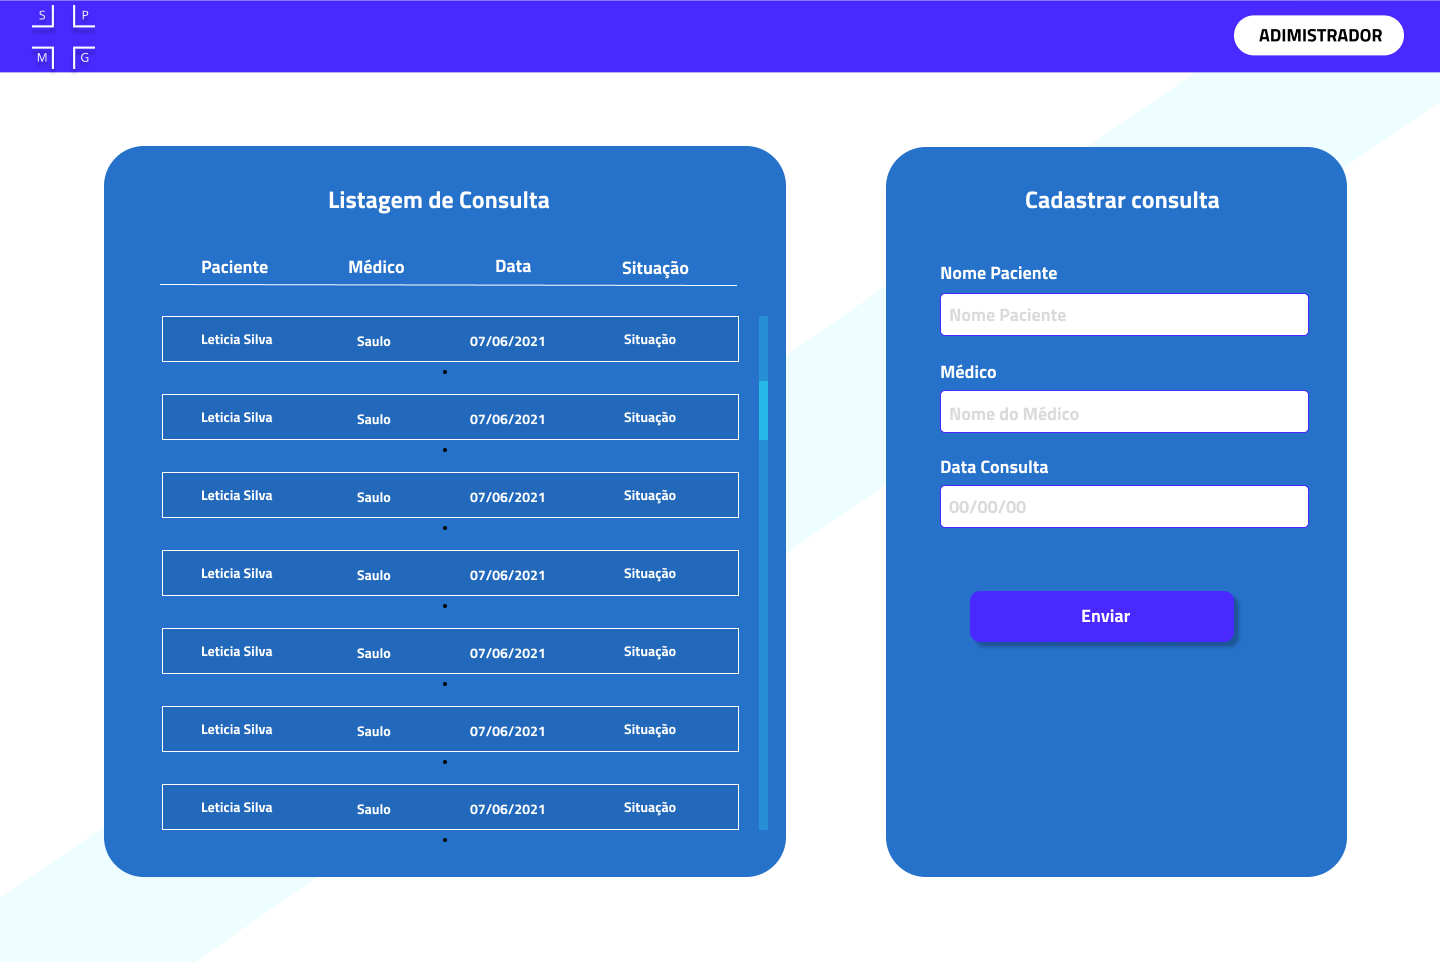 S P
M G
ADIMISTRADOR
Listagem de Consulta
Paciente Médico Data Situação
Leticia Silva Saulo 07/06/2021 Situação
Leticia Silva Saulo 07/06/2021 Situação
Leticia Silva Saulo 07/06/2021 Situação
Leticia Silva Saulo 07/06/2021 Situação
Leticia Silva Saulo 07/06/2021 Situação
Leticia Silva Saulo 07/06/2021 Situação
Leticia Silva Saulo 07/06/2021 Situação
Cadastrar consulta
Nome Paciente
Nome Paciente
Médico
Nome do Médico
Data Consulta
00/00/00
Enviar